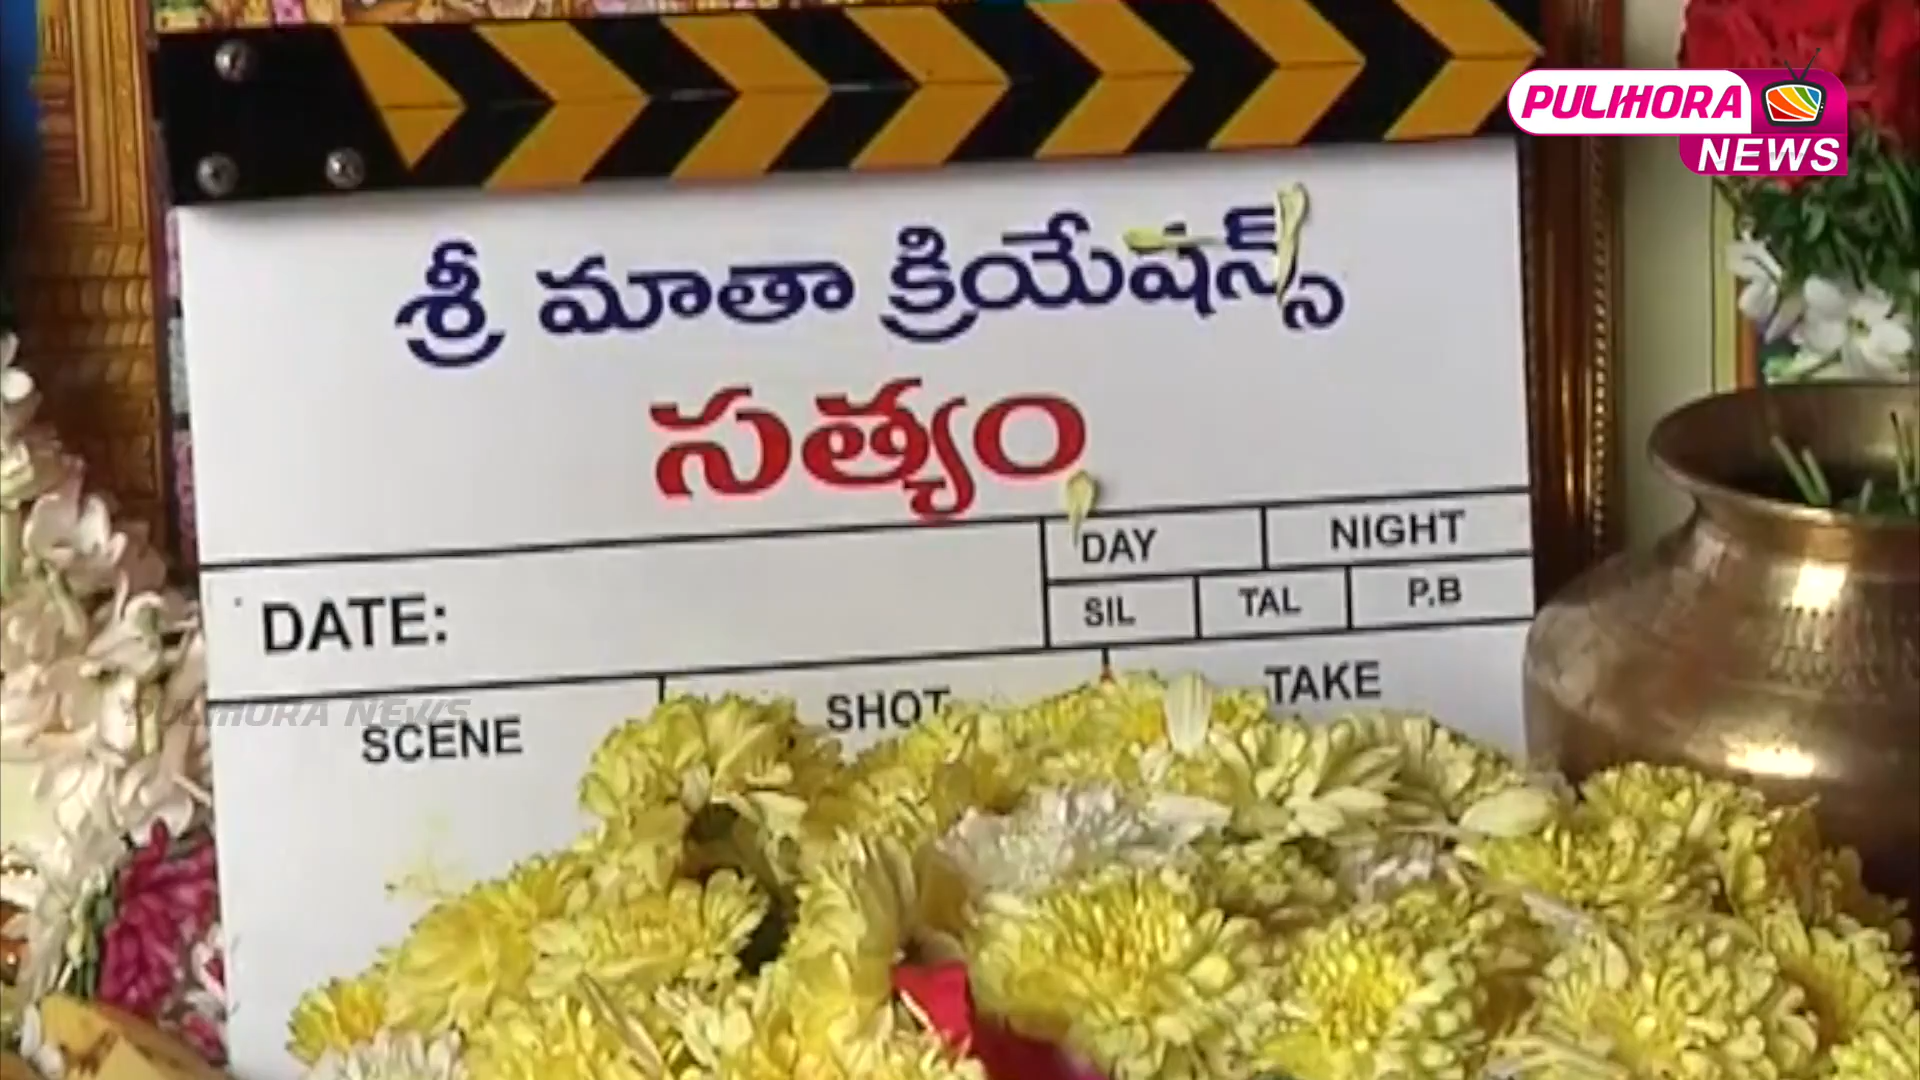 PULIHORA
NEWS
శ్రీ మాతా క్రియేషన్స్
సత్యం
DAY
NIGHT
DATE:
SIL
TAL
P.B
SCENE
SHOT
TAKE
PULIHORA NEWS